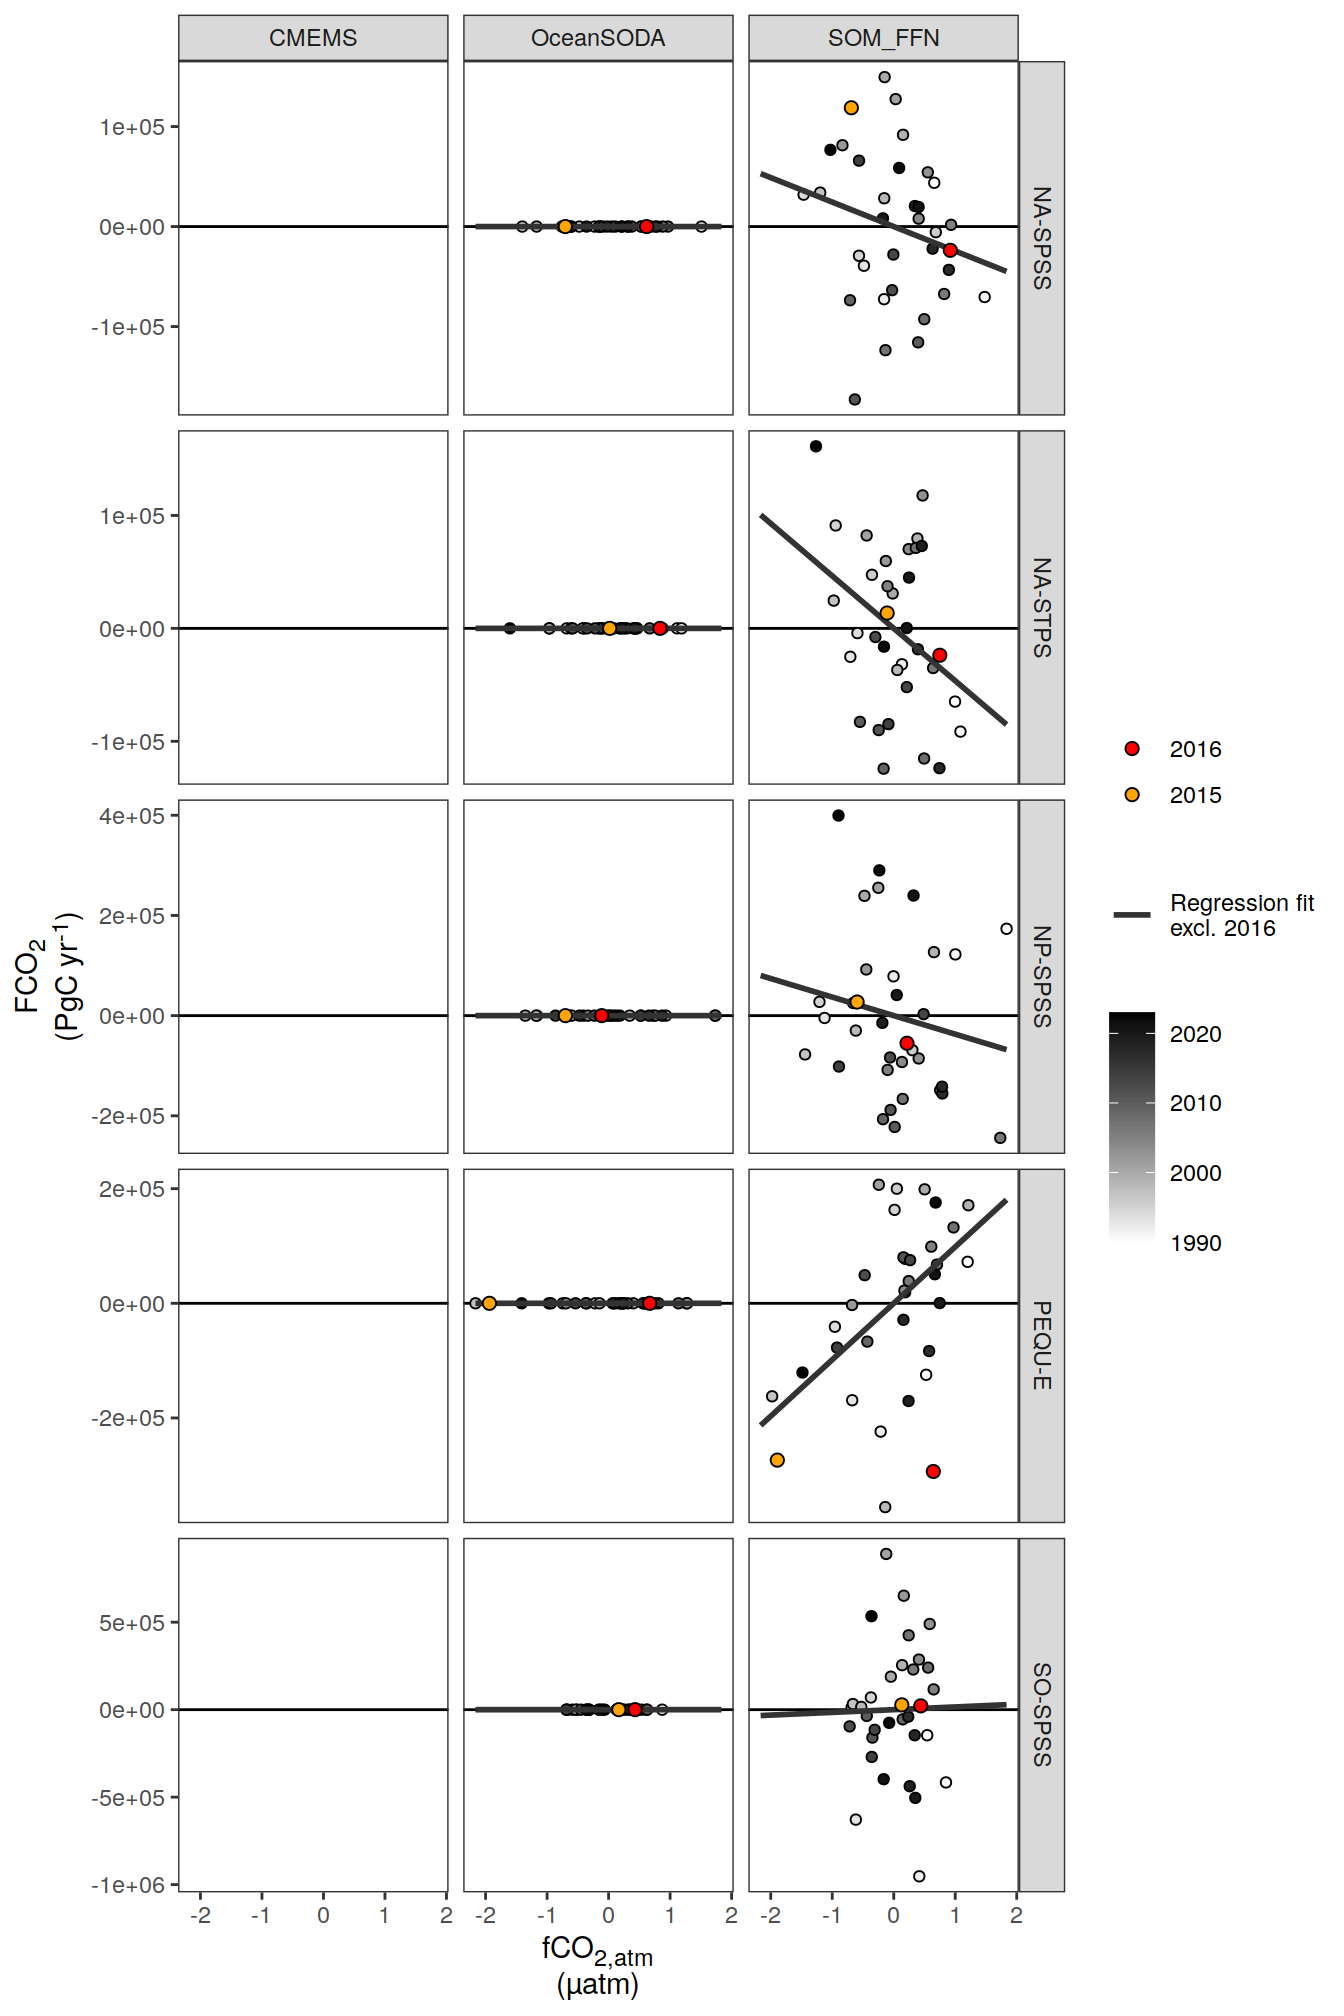 CMEMS
OceanSODA
SOM_FFN
1e+05
0e+00
-1e+05
NA-SPSS
1e+05
0e+00
-1e+05
NA-STPS
4e+05
2e+05
0e+00
-2e+05
NP-SPSS
2e+05
0e+00
-2e+05
PEQU-E
5e+05
0e+00
-5e+05
-1e+06
SO-SPSS
-2 -1 0 1 2
-2 -1 0 1 2
-2 -1 0 1 2
FCO2
(PgC yr-1)
fCO2,atm
(µatm)
2016
2015
Regression fit
excl. 2016
2020
2010
2000
1990